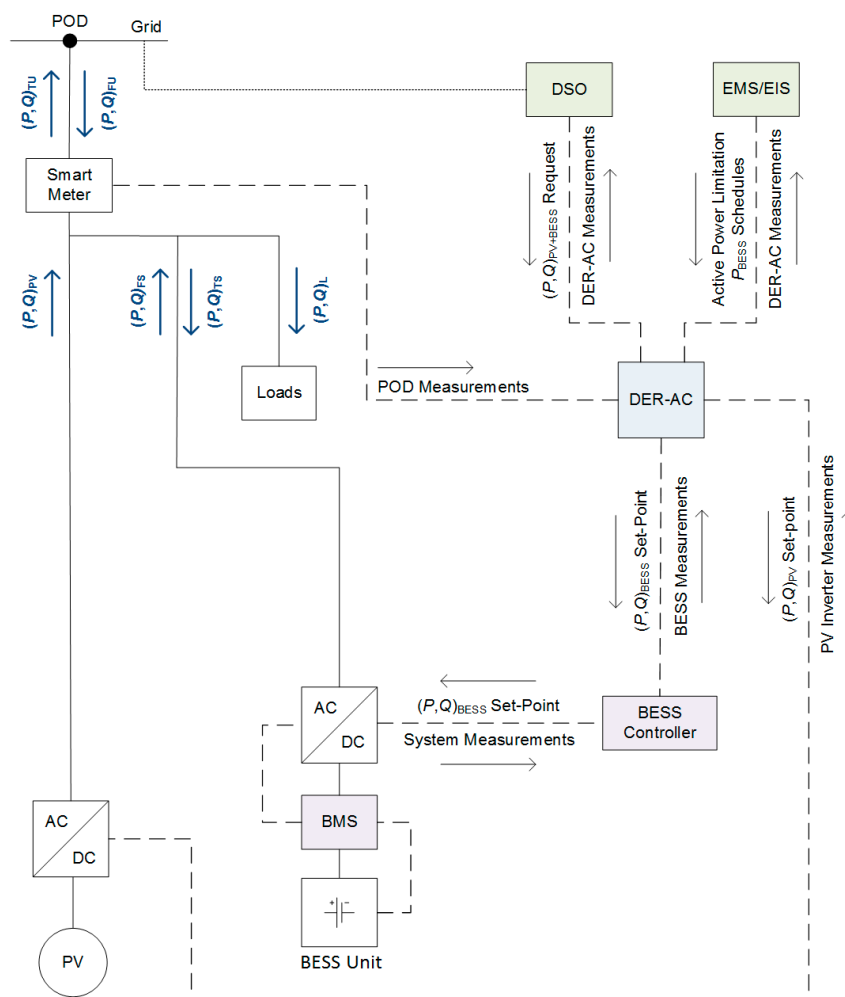 POD
Grid
(P,Q)TU
(P,Q)FU
DSO
EMS/EIS
Smart
Meter
(P,Q)PV+BESS Request
DER-AC Measurements
Active Power Limitation
PBESS Schedules
DER-AC Measurements
(P,Q)PV
(P,Q)FS
(P,Q)TS
(P,Q)L
Loads
POD Measurements
DER-AC
(P,Q)BESS Set-Point
BESS Measurements
(P,Q)PV Set-point
PV Inverter Measurements
AC
DC
(P,Q)BESS Set-Point
System Measurements
BESS
Controller
BMS
AC
DC
+ -
BESS Unit
PV